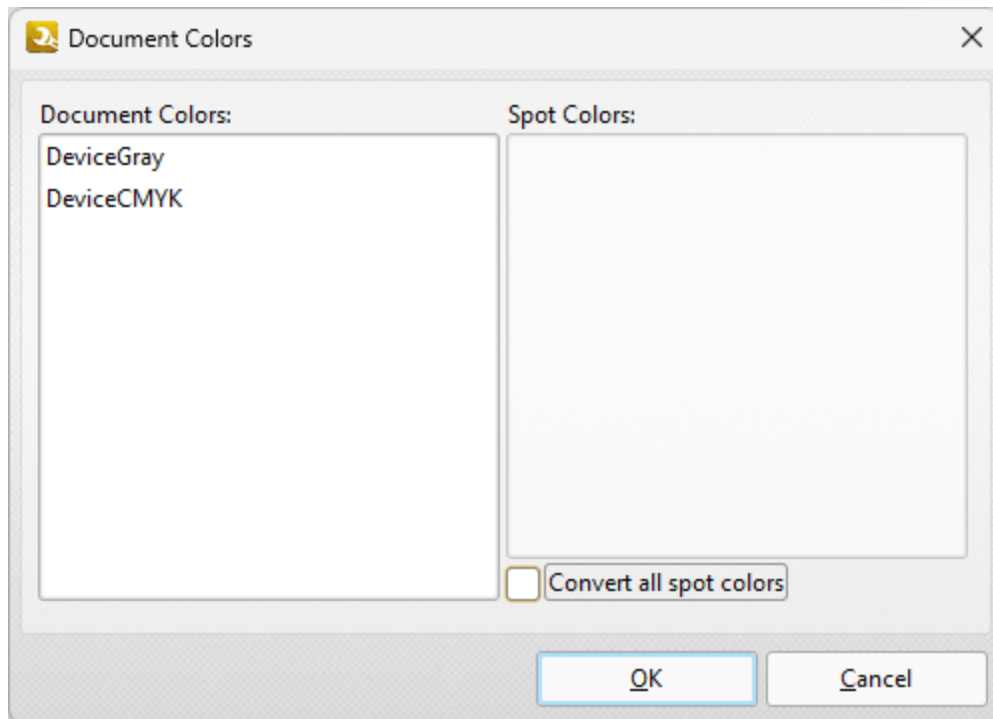 Document Colors
Document Colors:
Spot Colors:
DeviceGray
DeviceCMYK
Convert all spot colors
OK
Cancel